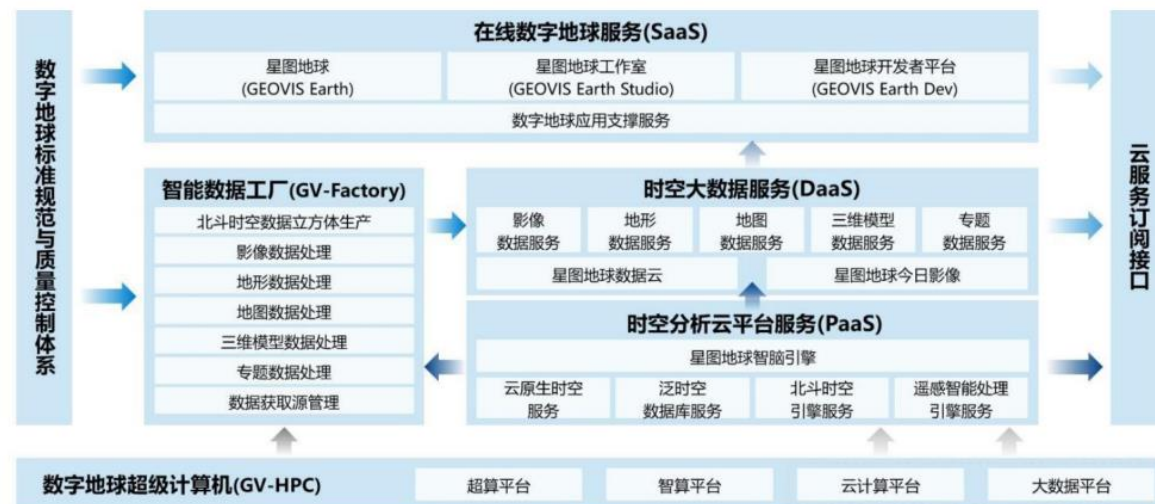 数字地球标准规范与质量控制体系
在线数字地球服务(SaaS)
星图地球
(GEOVIS Earth)
星图地球工作室
(GEOVIS Earth Studio)
星图地球开发者平台
(GEOVIS Earth Dev)
数字地球应用支撑服务
智能数据工厂(GV-Factory)
北斗时空数据立方体生产
影像数据处理
地形数据处理
地图数据处理
三维模型数据处理
专题数据处理
数据获取源管理
时空大数据服务(DaaS)
影像
数据服务
地形
数据服务
地图
数据服务
三维模型
数据服务
专题
数据服务
星图地球数据云
星图地球今日影像
时空分析云平台服务(PaaS)
星图地球智脑引擎
云原生时空
服务
泛时空
数据库服务
北斗时空
引擎服务
遥感智能处理
引擎服务
云服务订阅接口
数字地球超级计算机(GV-HPC)
超算平台
智算平台
云计算平台
大数据平台